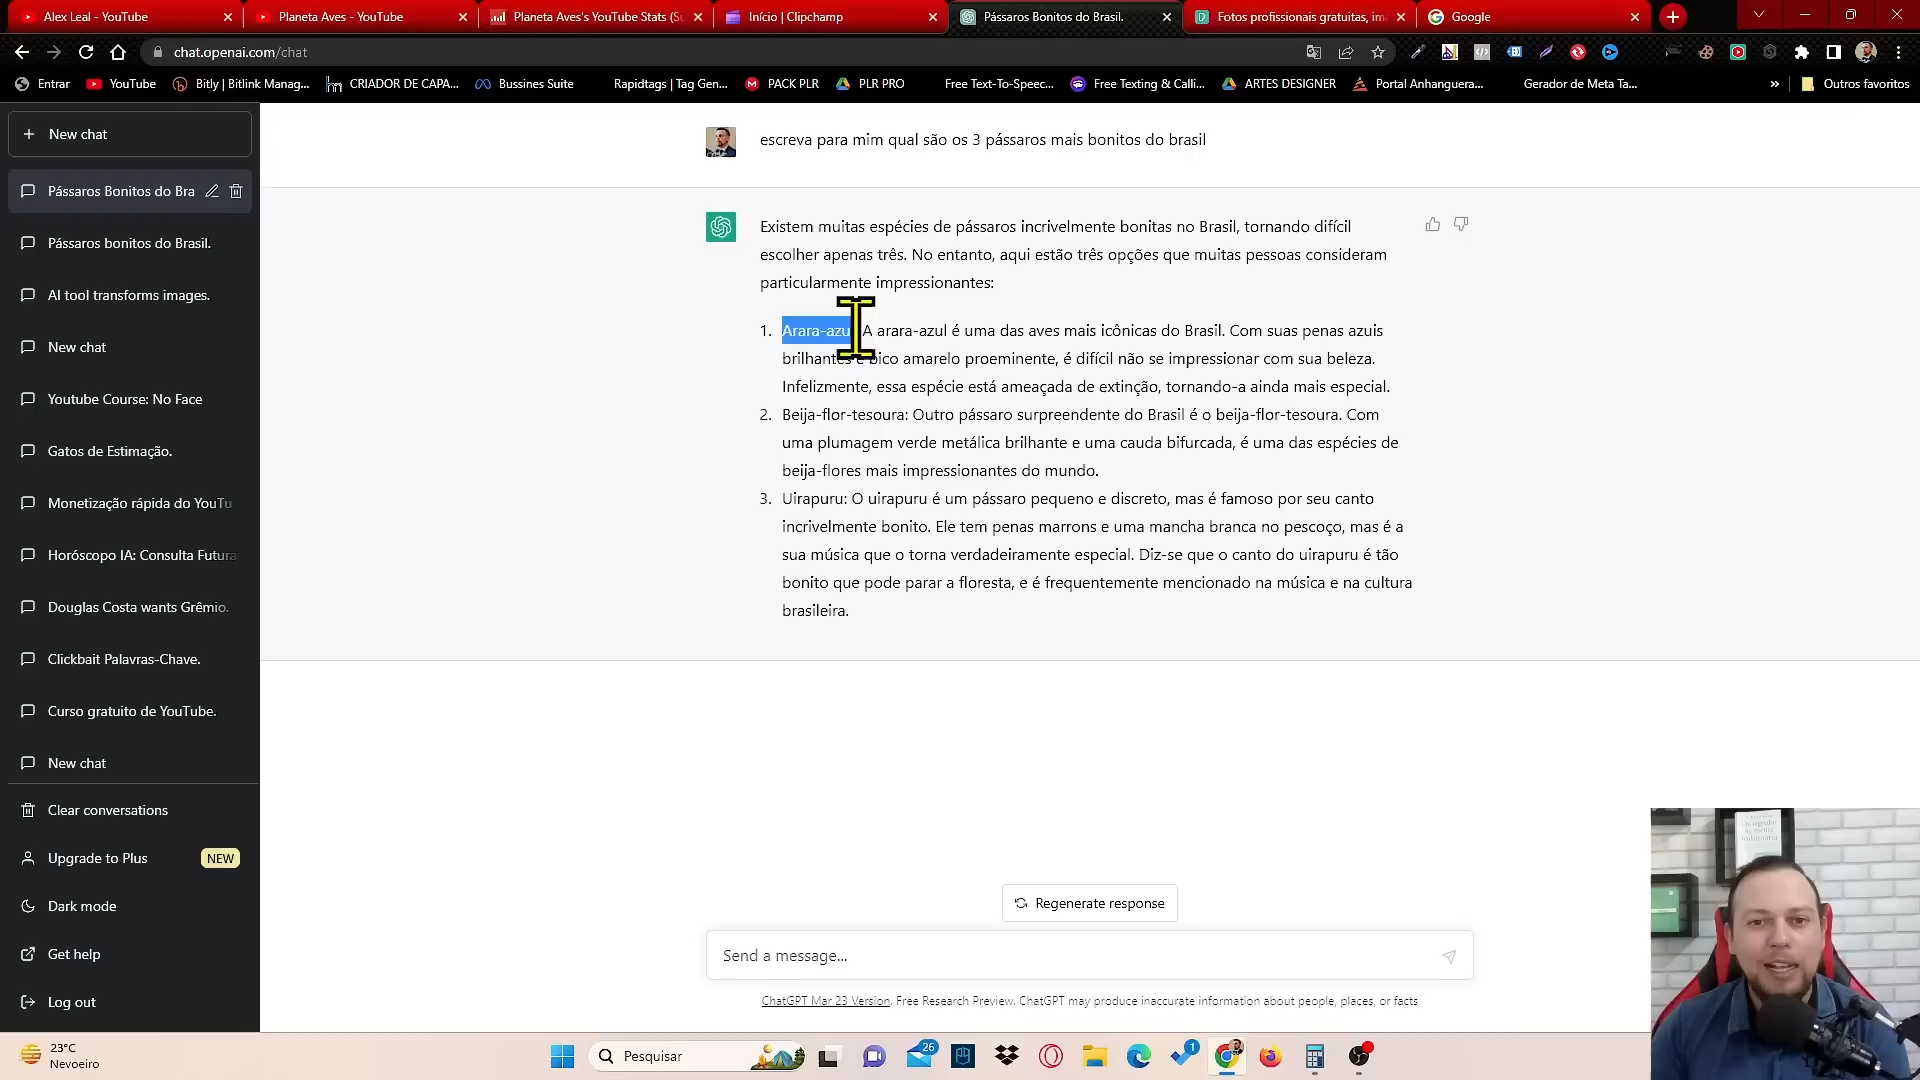 Alex Leal - YouTube
Planeta Aves - YouTube
Planeta Aves's YouTube Stats (Su
Início | Clipchamp
Pássaros Bonitos do Brasil.
Fotos profissionais gratuitas, im
Google
chat.openai.com/chat
Entrar
YouTube
Bitly | Bitlink Manag...
CRIADOR DE CAPA...
Bussines Suite
Rapidtags | Tag Gen...
PACK PLR
PLR PRO
Free Text-To-Speec...
Free Texting & Calli...
ARTES DESIGNER
Portal Anhanguera...
Gerador de Meta Ta...
»
Outros favoritos
New chat
Pássaros Bonitos do Bra
Pássaros bonitos do Brasil.
AI tool transforms images.
New chat
Youtube Course: No Face
Gatos de Estimação.
Monetização rápida do YouTu
Horóscopo IA: Consulta Futura
Douglas Costa wants Grêmio.
Clickbait Palavras-Chave.
Curso gratuito de YouTube.
New chat
Clear conversations
Upgrade to Plus NEW
Dark mode
Get help
Log out
escreva para mim qual são os 3 pássaros mais bonitos do brasil
Existem muitas espécies de pássaros incrivelmente bonitas no Brasil, tornando difícil
escolher apenas três. No entanto, aqui estão três opções que muitas pessoas consideram
particularmente impressionantes:
1. Arara-azu A arara-azul é uma das aves mais icônicas do Brasil. Com suas penas azuis
brilhantes e bico amarelo proeminente, é difícil não se impressionar com sua beleza.
Infelizmente, essa espécie está ameaçada de extinção, tornando-a ainda mais especial.
2. Beija-flor-tesoura: Outro pássaro surpreendente do Brasil é o beija-flor-tesoura. Com
uma plumagem verde metálica brilhante e uma cauda bifurcada, é uma das espécies de
beija-flores mais impressionantes do mundo.
3. Uirapuru: O uirapuru é um pássaro pequeno e discreto, mas é famoso por seu canto
incrivelmente bonito. Ele tem penas marrons e uma mancha branca no pescoço, mas é a
sua música que o torna verdadeiramente especial. Diz-se que o canto do uirapuru é tão
bonito que pode parar a floresta, e é frequentemente mencionado na música e na cultura
brasileira.
Regenerate response
Send a message...
ChatGPT Mar 23 Version. Free Research Preview. ChatGPT may produce inaccurate information about people, places, or facts
23°C
Nevoeiro
Pesquisar
26
1